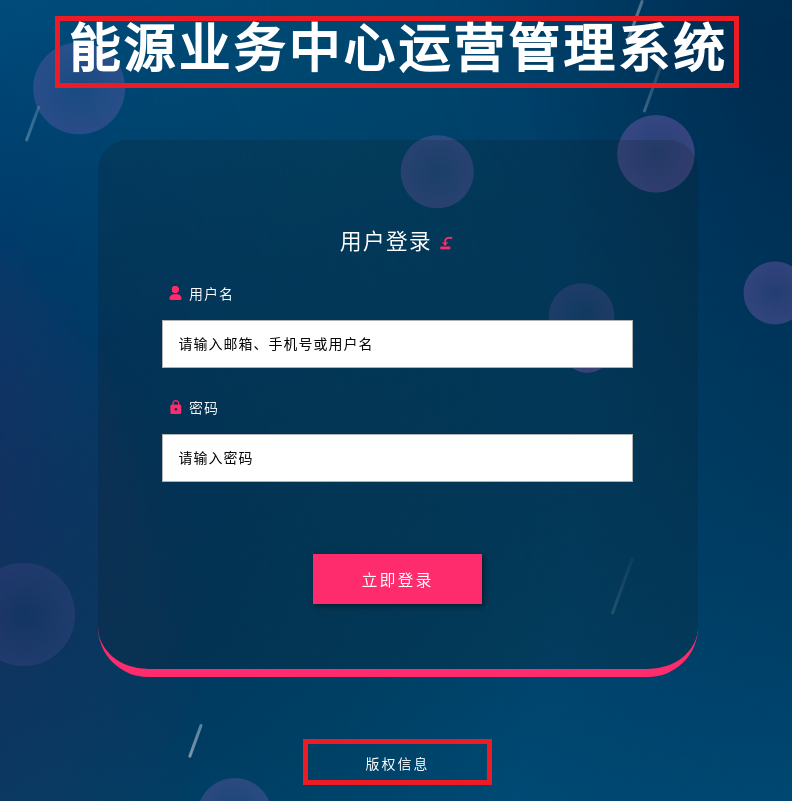 能源业务中心运营管理系统
用户登录
用户名
请输入邮箱、手机号或用户名
密码
请输入密码
立即登录
版权信息